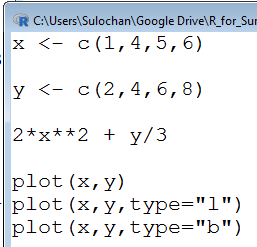 C:\Users\Sulochan\Google Drive\R_for_Sur
x <- c(1,4,5,6)
y <- c(2,4,6,8)
2*x**2 + y/3
plot(x,y)
plot(x,y,type="l")
plot(x,y,type="b")